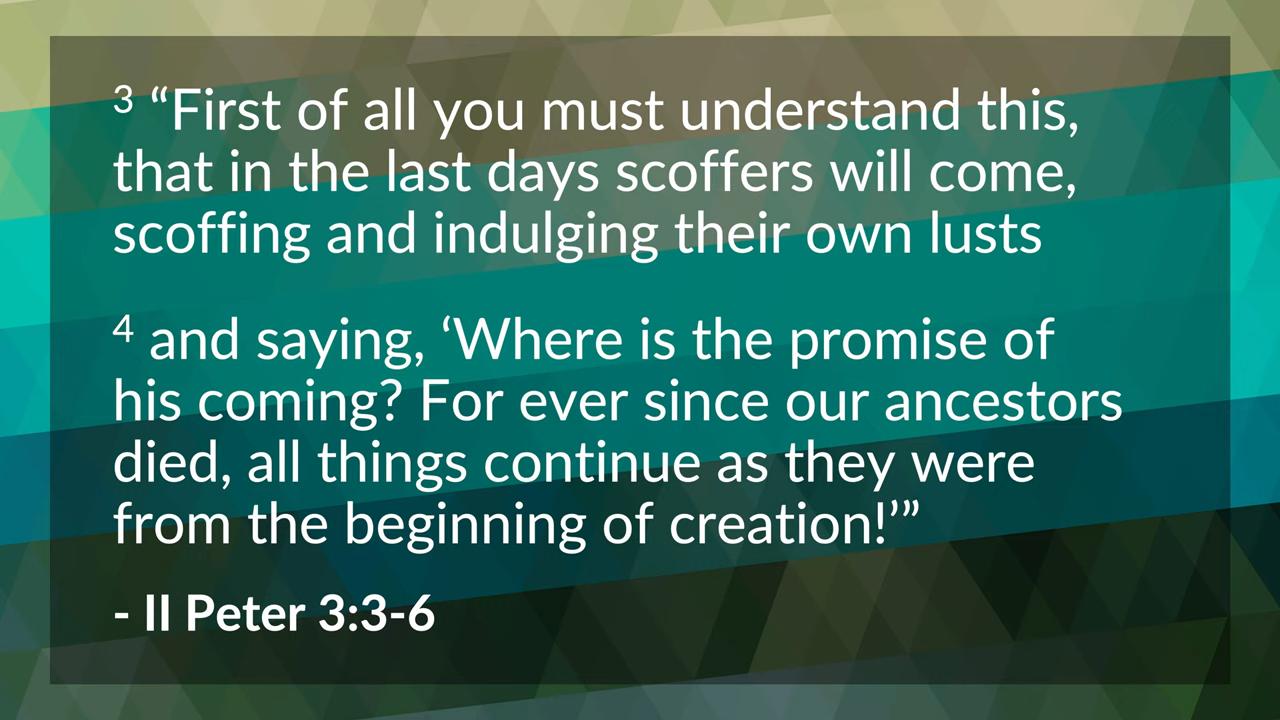 3 “First of all you must understand this,
that in the last days scoffers will come,
scoffing and indulging their own lusts
4 and saying, ‘Where is the promise of
his coming? For ever since our ancestors
died, all things continue as they were
from the beginning of creation!’”
- II Peter 3:3-6